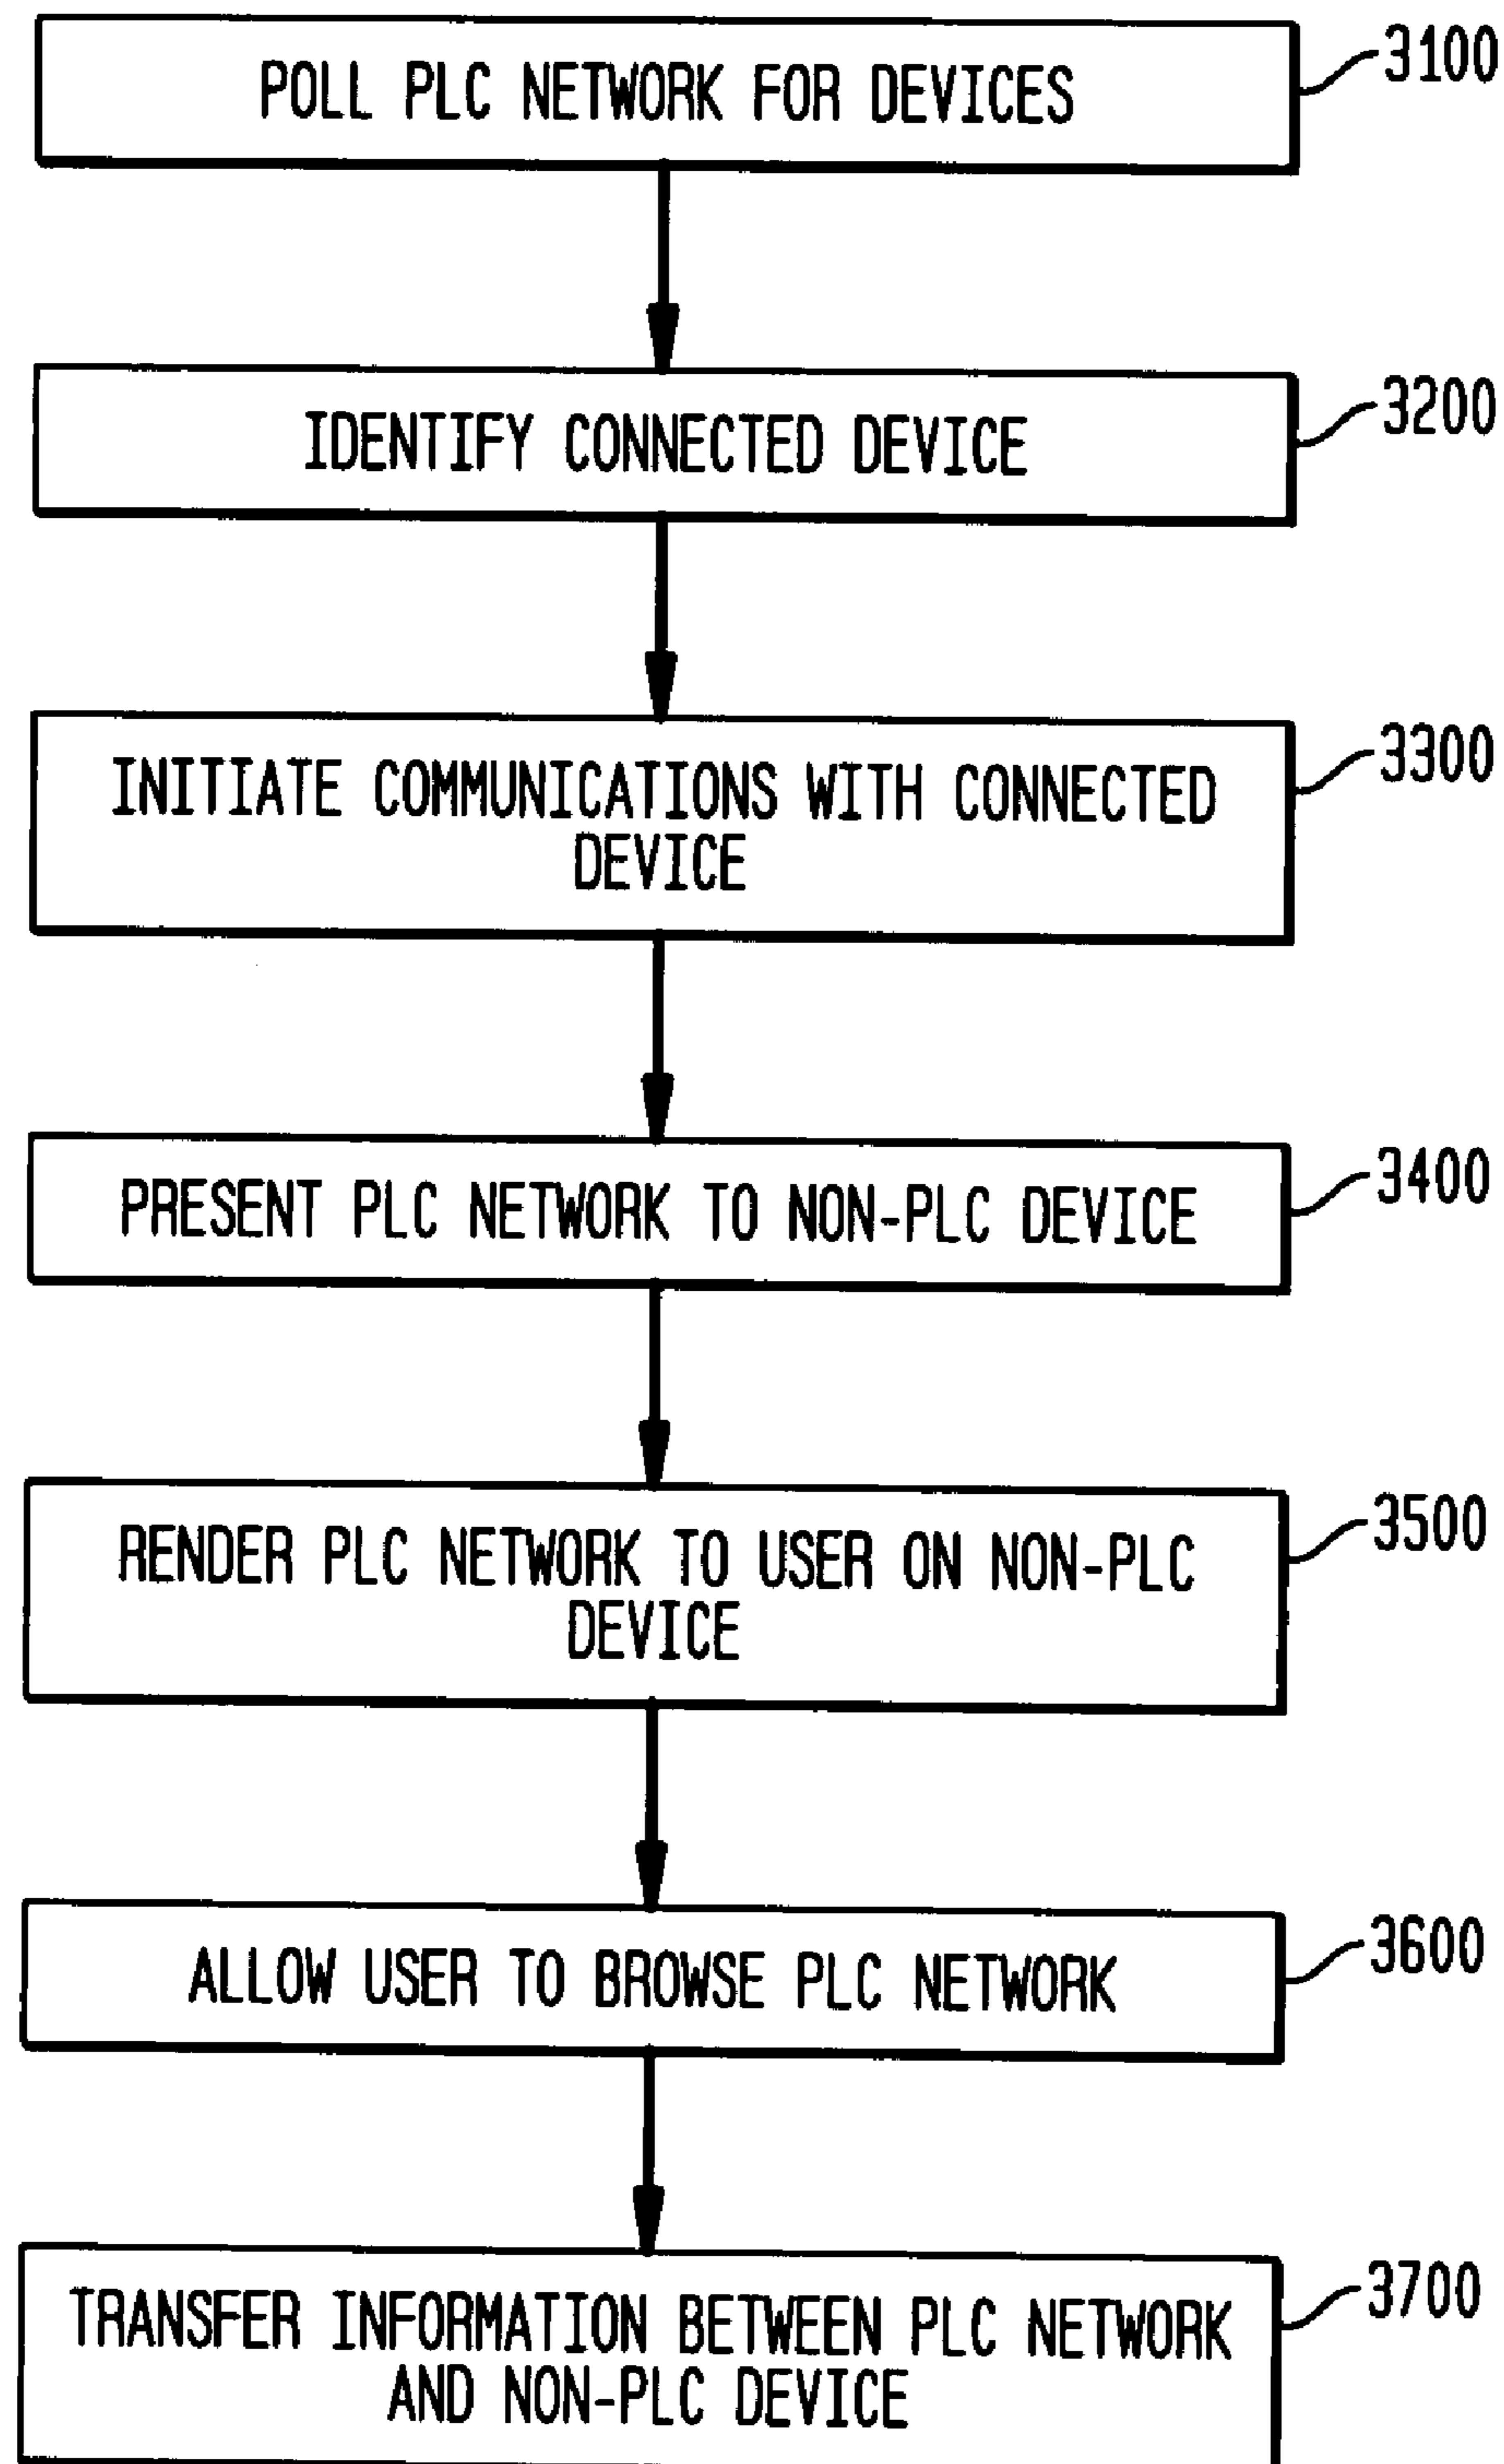 POLL PLC NETWORK FOR DEVICES
3100
IDENTIFY CONNECTED DEVICE
3200
INITIATE COMMUNICATIONS WITH CONNECTED
DEVICE
3300
PRESENT PLC NETWORK TO NON-PLC DEVICE
3400
RENDER PLC NETWORK TO USER ON NON-PLC
DEVICE
3500
ALLOW USER TO BROWSE PLC NETWORK
3600
TRANSFER INFORMATION BETWEEN PLC NETWORK
AND NON-PLC DEVICE
3700